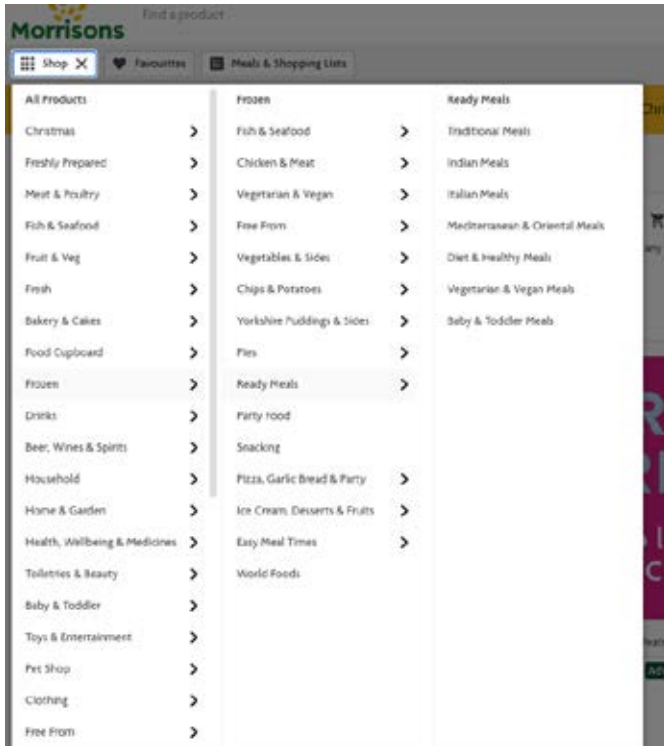 Find a product
Morrisons
Shop
Favourites
Meals & Shopping Lists
All Products
Christmas
Freshly Prepared
Meat & Poultry
Fish & Seafood
Fruit & Veg
Fresh
Bakery & Cakes
Food Cupboard
Frozen
Drinks
Beer, Wines & Spirits
Household
Home & Garden
Health, Wellbeing & Medicines
Toiletries & Beauty
Baby & Toddler
Toys & Entertainment
Pet Shop
Clothing
Free From
Frozen
Fish & Seafood
Chicken & Meat
Vegetarian & Vegan
Free From
Vegetables & Sides
Chips & Potatoes
Yorkshire Puddings & Sides
Pies
Ready Meals
Party Food
Snacking
Pizza, Garlic Bread & Party
Ice Cream, Desserts & Fruits
Easy Meal Times
World Foods
Ready Meals
Traditional Meals
Indian Meals
Italian Meals
Mediterranean & Oriental Meals
Diet & Healthy Meals
Vegetarian & Vegan Meals
Baby & Toddler Meals